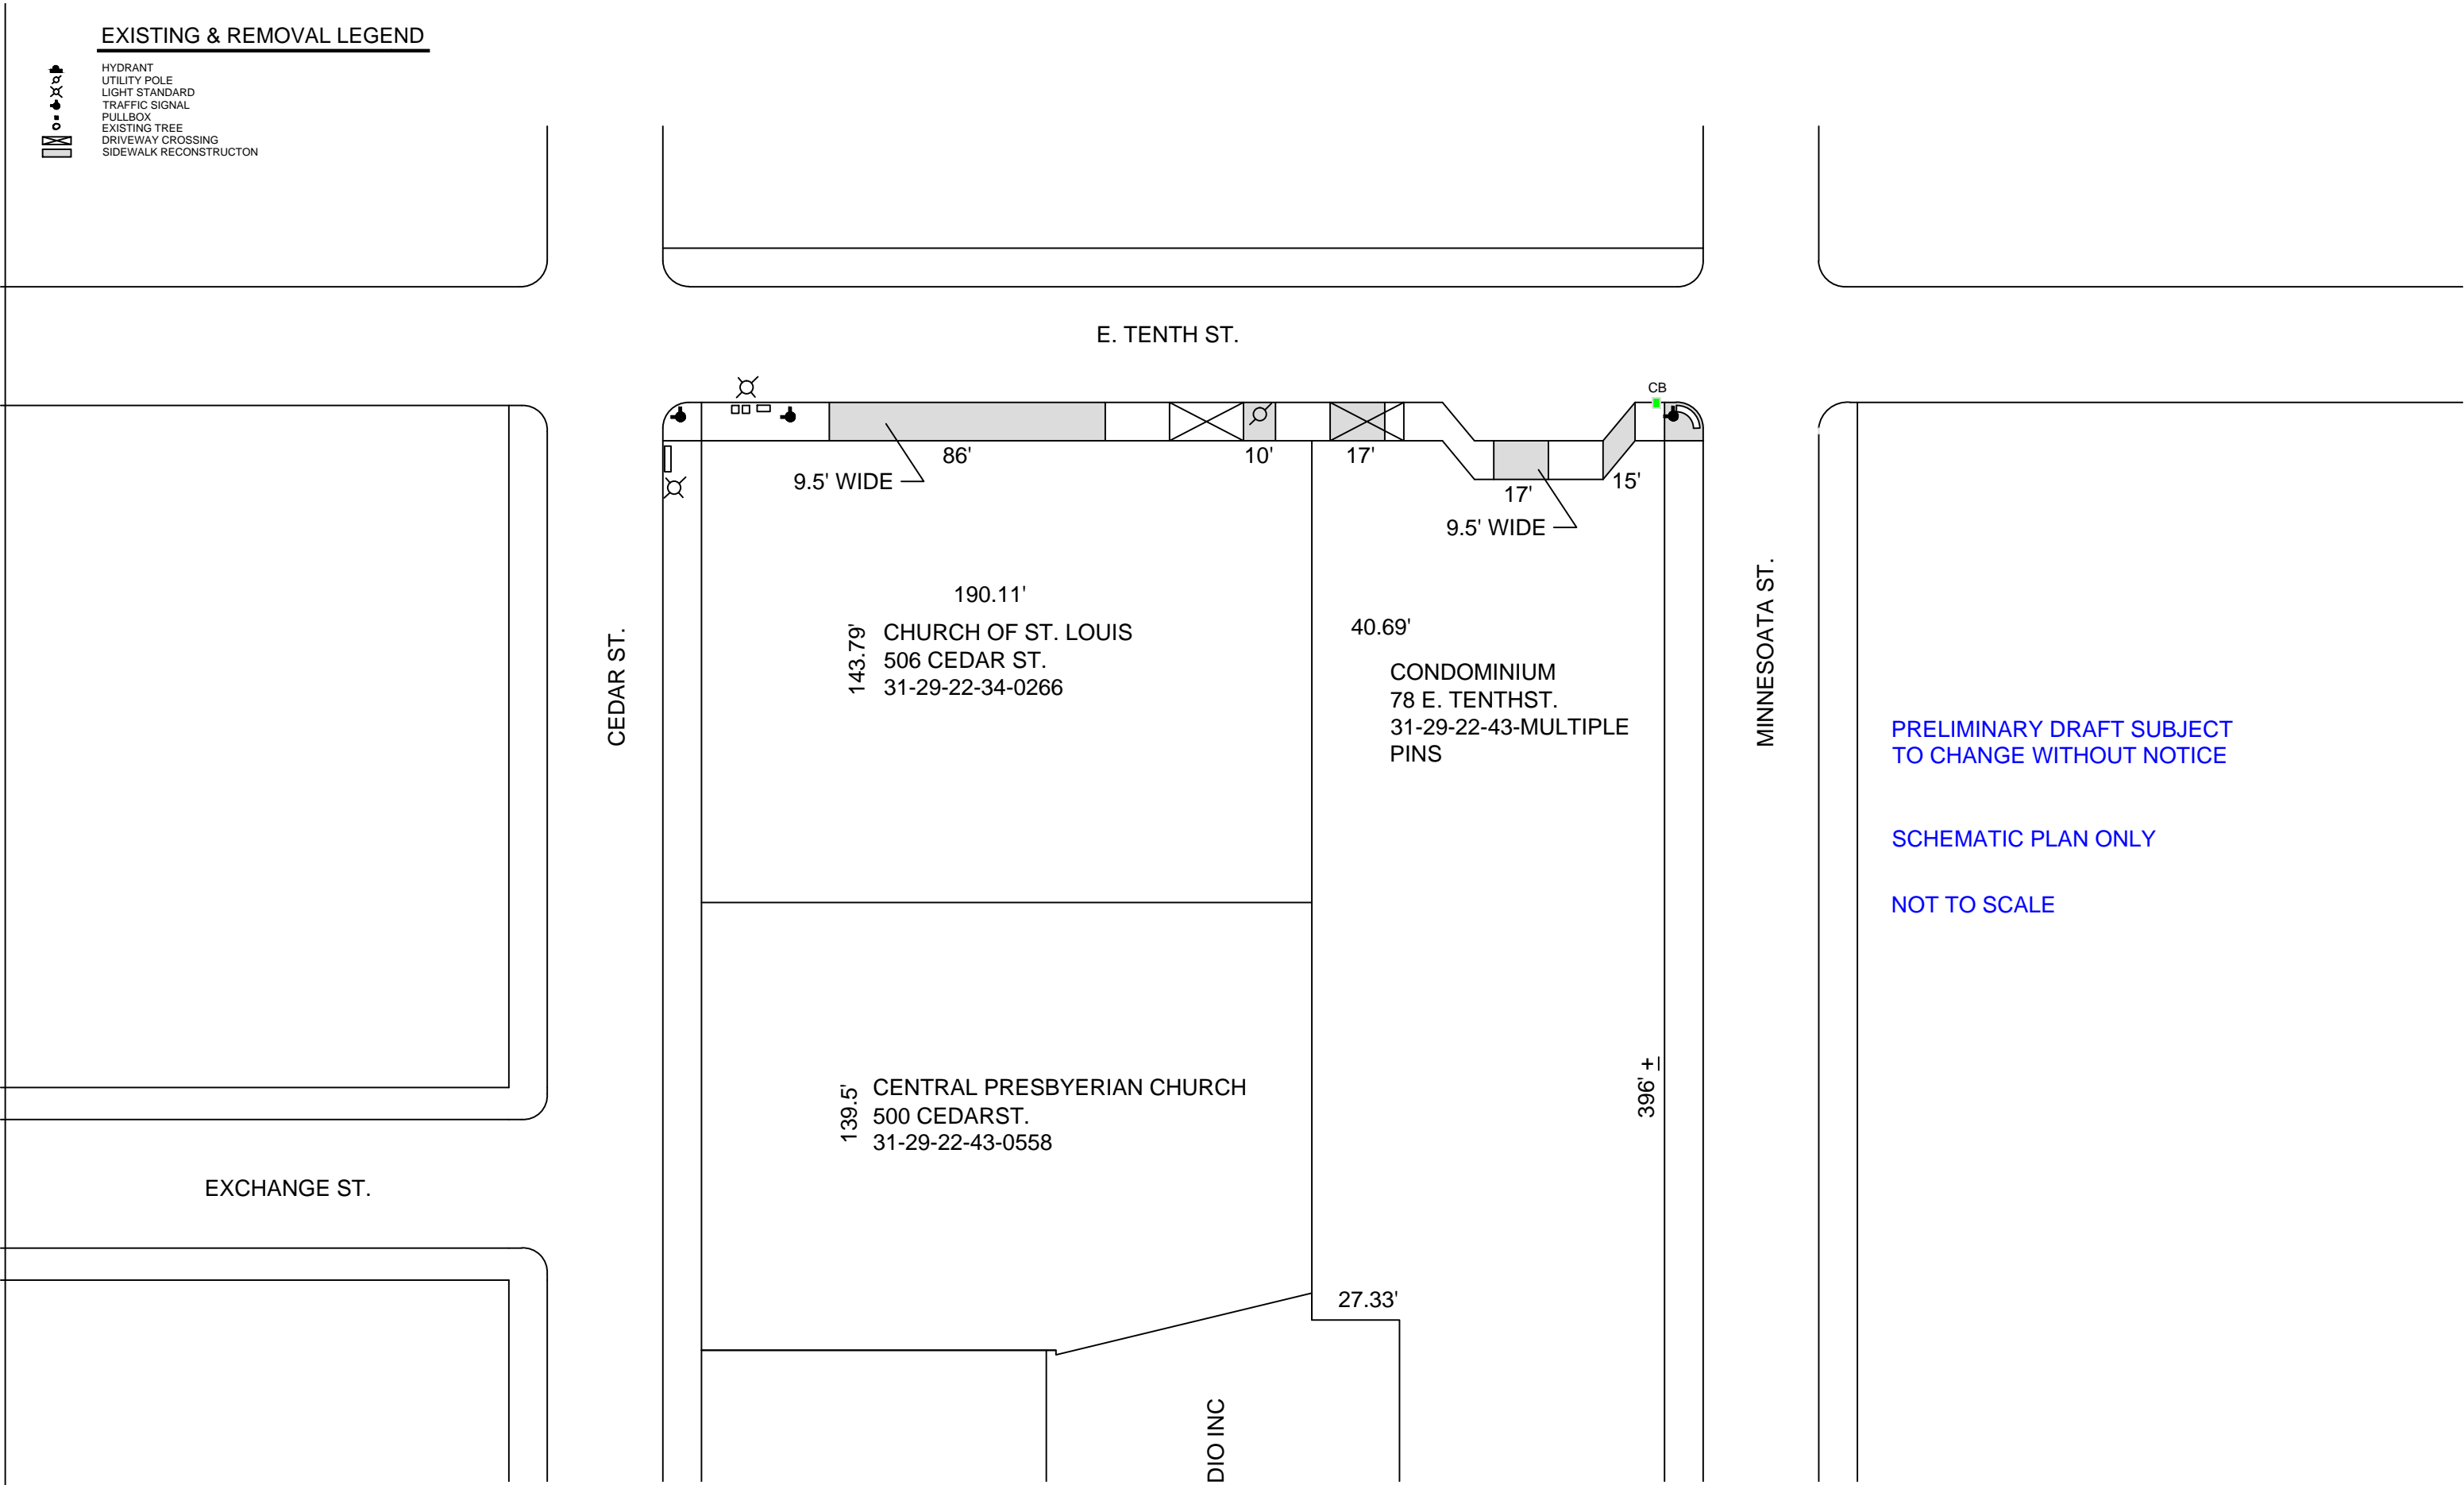 EXISTING & REMOVAL LEGEND
HYDRANT
UTILITY POLE
LIGHT STANDARD
TRAFFIC SIGNAL
PULLBOX
EXISTING TREE
DRIVEWAY CROSSING
SIDEWALK RECONSTRUCTON
E. TENTH ST.
CB
86'
10'
17'
9.5' WIDE
17'
15'
9.5' WIDE
190.11'
143.79'
CHURCH OF ST. LOUIS
506 CEDAR ST.
31-29-22-34-0266
40.69'
CONDOMINIUM
78 E. TENTHST.
31-29-22-43-MULTIPLE
PINS
CEDAR ST.
MINNESOATA ST.
PRELIMINARY DRAFT SUBJECT
TO CHANGE WITHOUT NOTICE
SCHEMATIC PLAN ONLY
NOT TO SCALE
139.5'
CENTRAL PRESBYERIAN CHURCH
500 CEDARST.
31-29-22-43-0558
396' ±
EXCHANGE ST.
27.33'
DIO INC